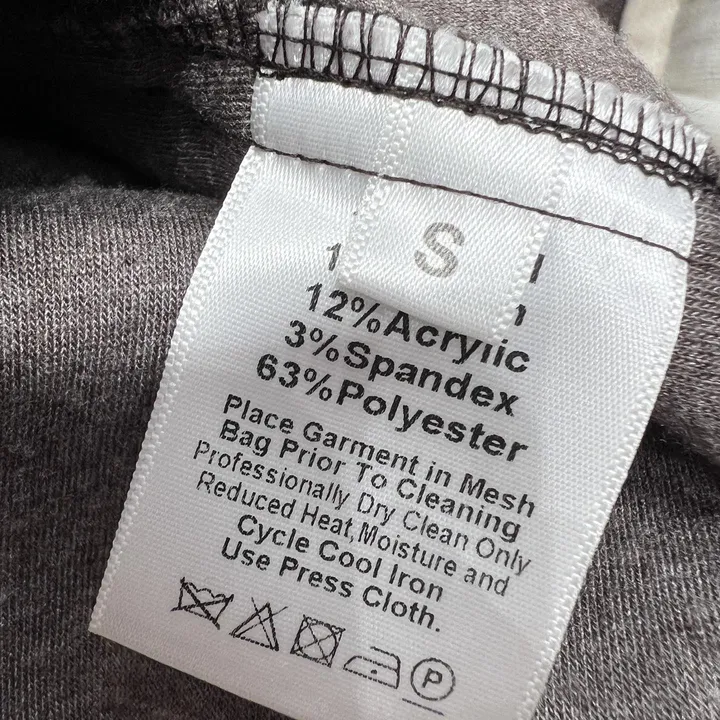 S
12%Acrylic
3%Spandex
63%Polyester
Place Garment in Mesh
Bag Prior To Cleaning
Professionally Dry Clean Only
Reduced Heat,Moisture and
Cycle Cool Iron
Use Press Cloth.
P